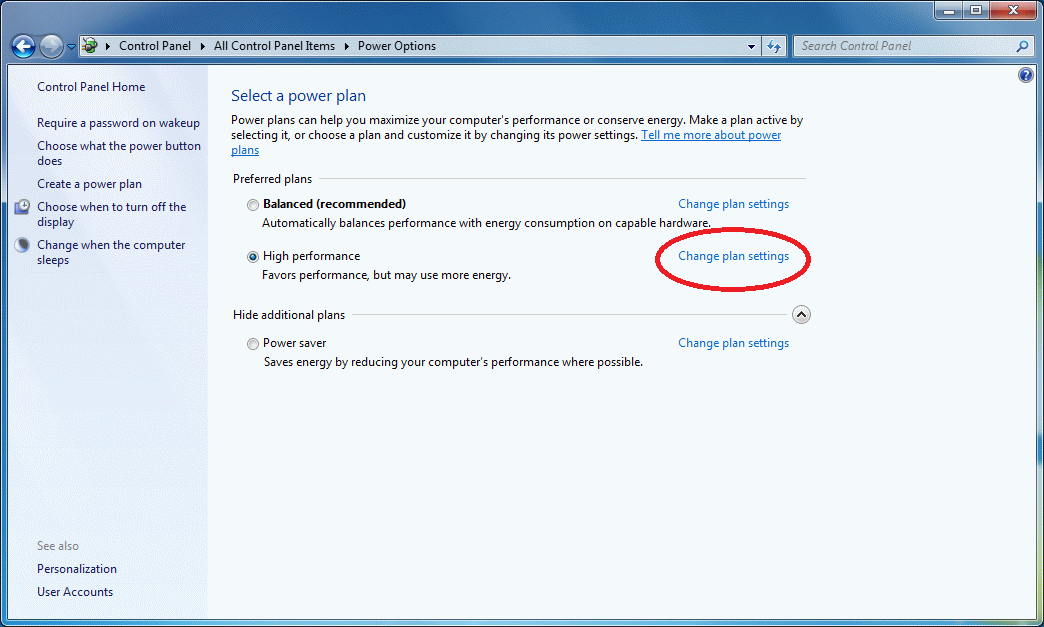 Control Panel All Control Panel Items Power Options
Search Control Panel
Control Panel Home
Require a password on wakeup
Choose what the power button
does
Create a power plan
Choose when to turn off the
display
Change when the computer
sleeps
See also
Personalization
User Accounts
Select a power plan
Power plans can help you maximize your computer's performance or conserve energy. Make a plan active by
selecting it, or choose a plan and customize it by changing its power settings. Tell me more about power
plans
Preferred plans
Balanced (recommended) Change plan settings
Automatically balances performance with energy consumption on capable hardware.
High performance Change plan settings
Favors performance, but may use more energy.
Hide additional plans
Power saver Change plan settings
Saves energy by reducing your computer's performance where possible.